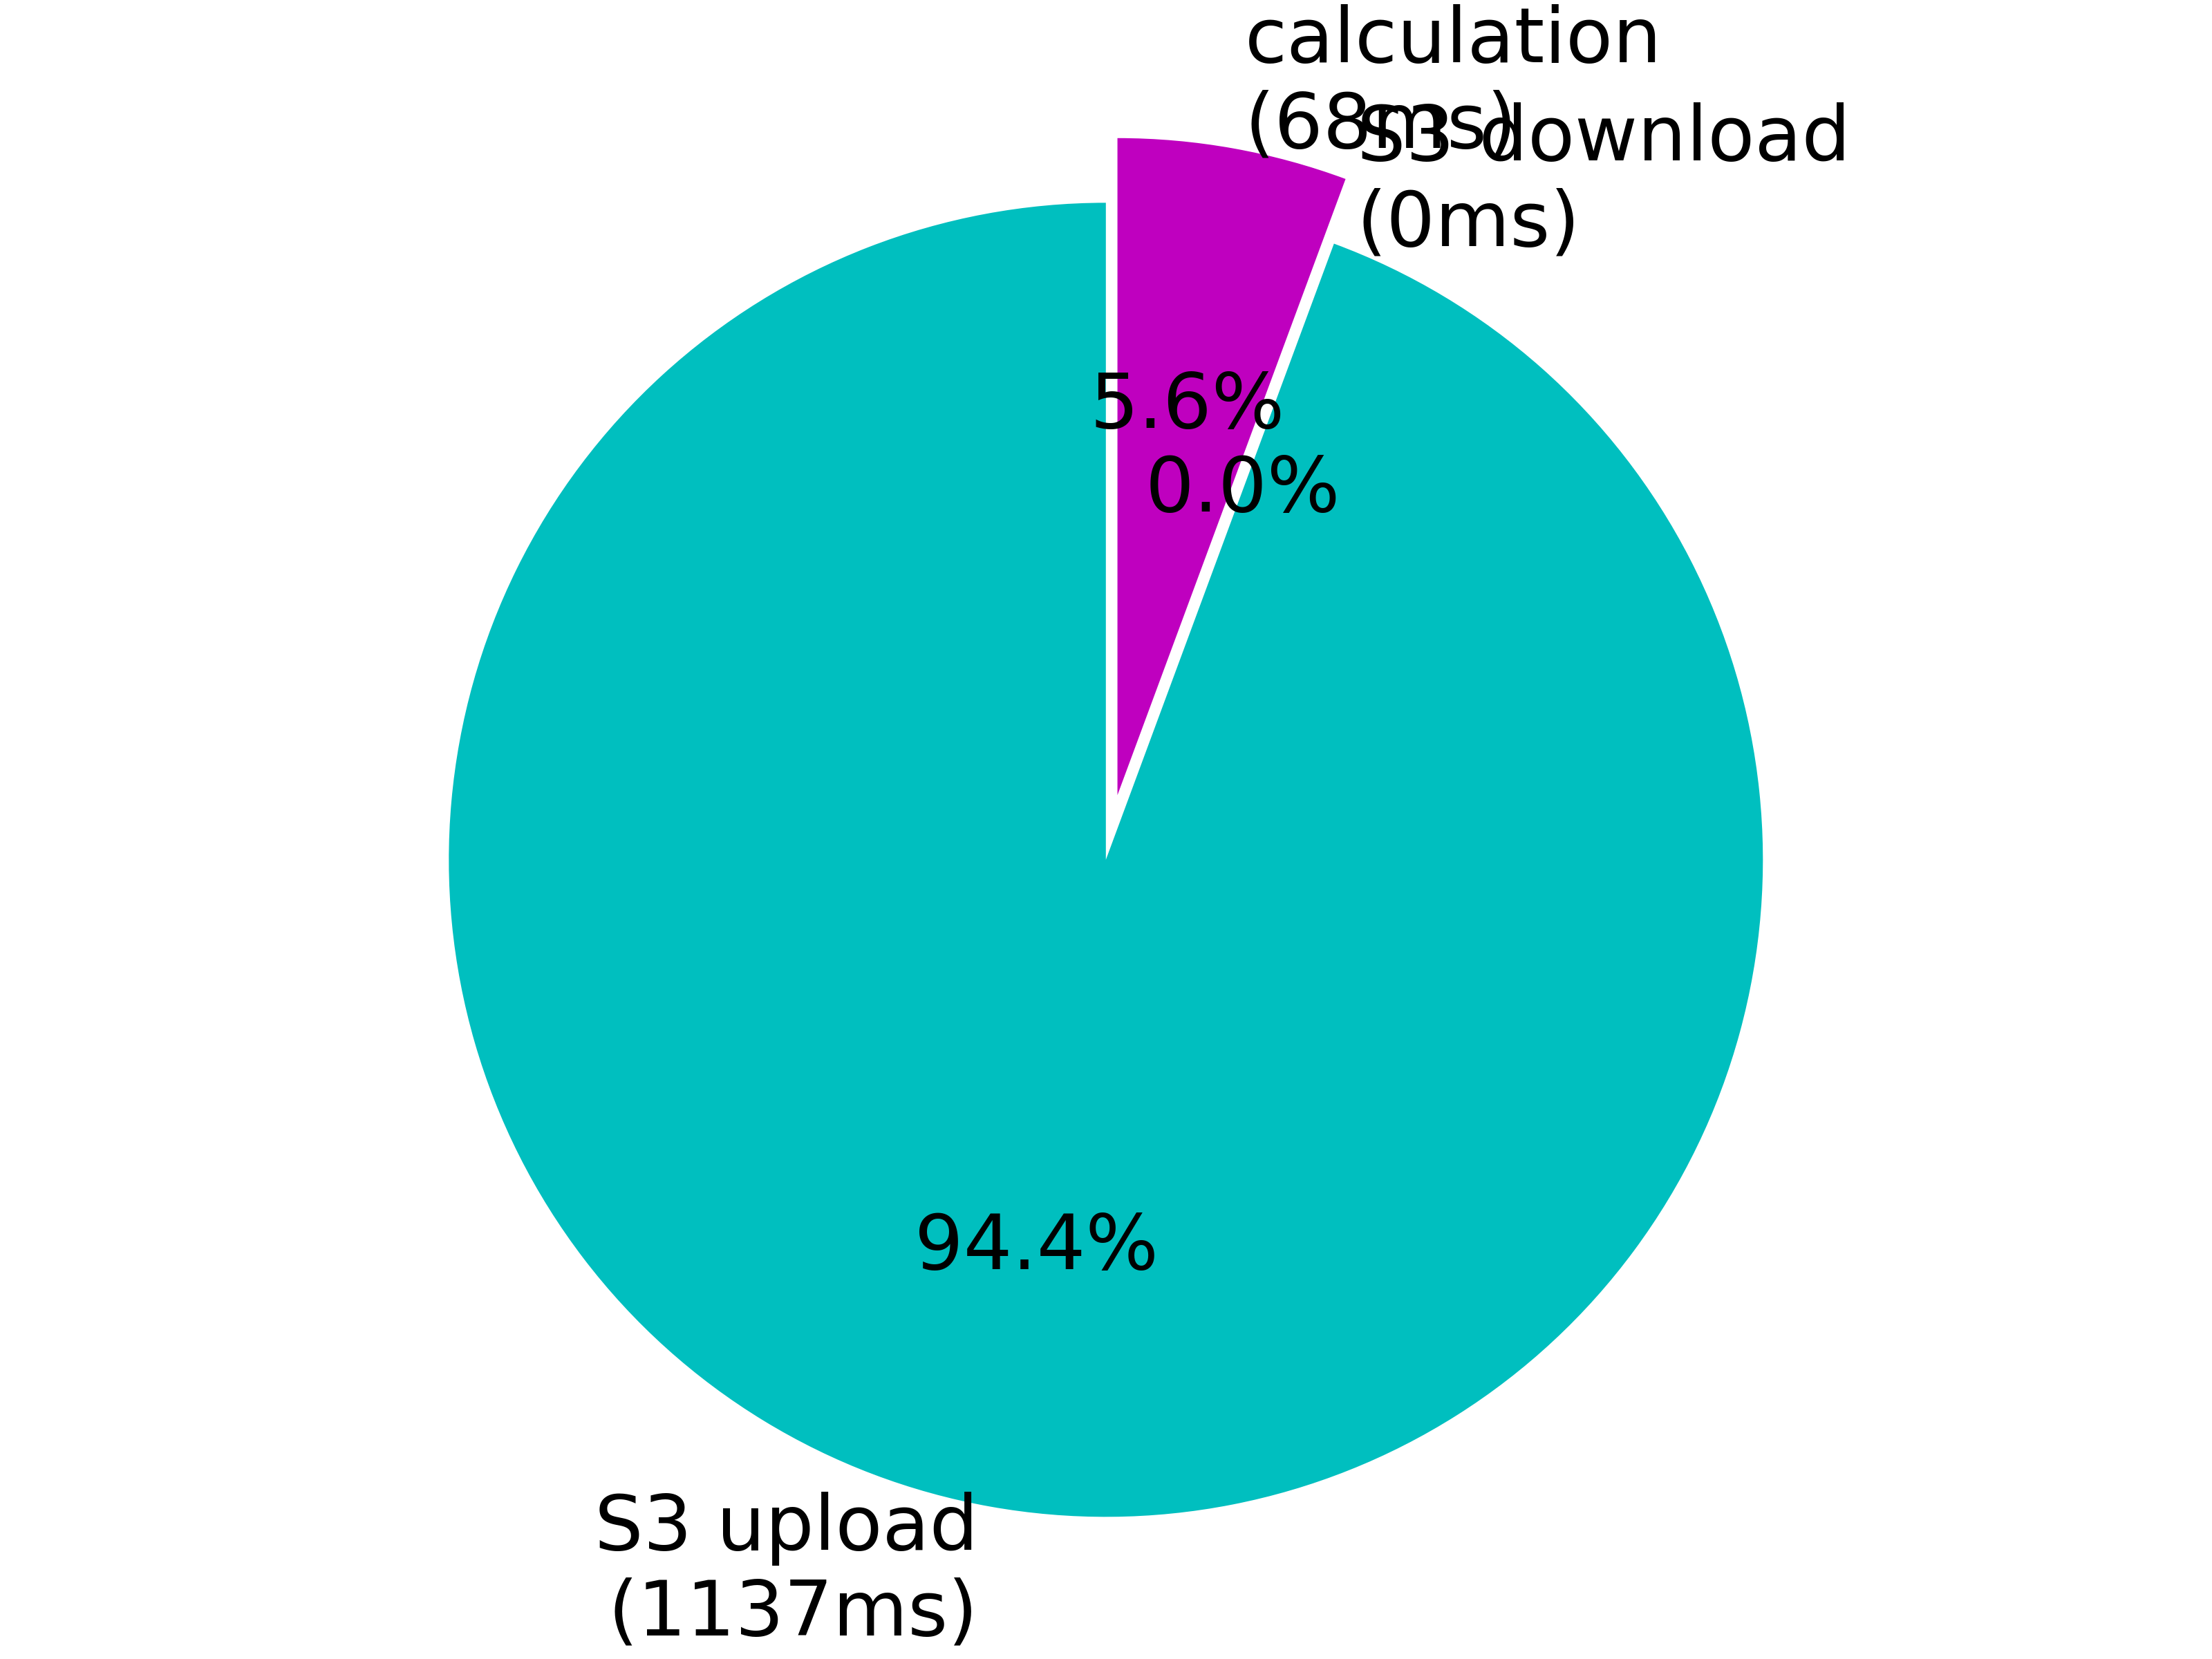 calculation
(68ms)
S3 download
(0ms)
5.6%
0.0%
94.4%
S3 upload
(1137ms)